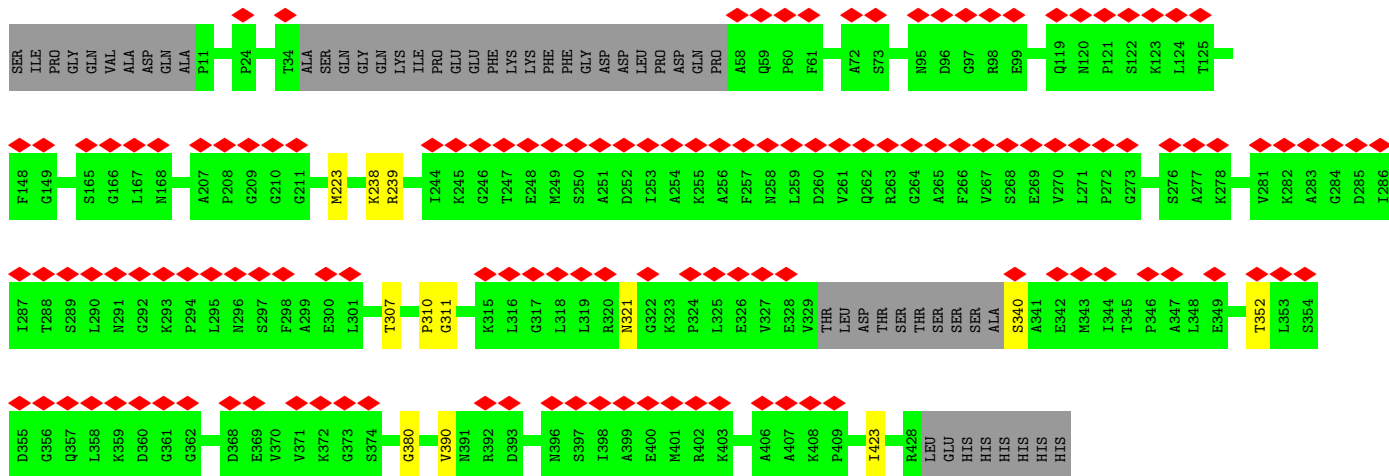 SER ILE PRO GLY GLN VAL ALA ASP GLN ALA P11 P24 T34 ALA SER GLN GLY GLN LYS ILE PRO GLU GLU PHE LYS LYS PHE PHE GLY ASP ASP LEU PRO ASP GLN PRO A58 Q59 P60 F61 A72 S73 N95 D96 G97 R98 E99 Q119 N120 P121 S122 K123 L124 T125
F148 G149 S165 G166 L167 N168 A207 P208 G209 G210 G211 M223 K238 R239 I244 K245 G246 T247 E248 M249 S250 A251 D252 I253 A254 K255 A256 F257 N258 L259 D260 V261 Q262 R263 G264 A265 F266 V267 S268 E269 V270 L271 P272 G273 S276 A277 K278 V281 K282 A283 G284 D285 I286
I287 T288 S289 L290 N291 G292 K293 P294 L295 N296 S297 F298 A299 E300 L301 T307 P310 G311 K315 L316 G317 L318 L319 R320 N321 G322 K323 P324 L325 E326 V327 E328 V329 THR LEU ASP THR SER THR SER SER SER ALA S340 A341 E342 M343 I344 T345 P346 A347 L348 E349 T352 L353 S354
D355 G356 Q357 L358 K359 D360 G361 G362 D368 E369 V370 V371 K372 G373 S374 G380 V390 N391 R392 D393 N396 S397 I398 A399 E400 M401 R402 K403 A406 A407 K408 P409 I423 R428 LEU GLU HIS HIS HIS HIS HIS HIS